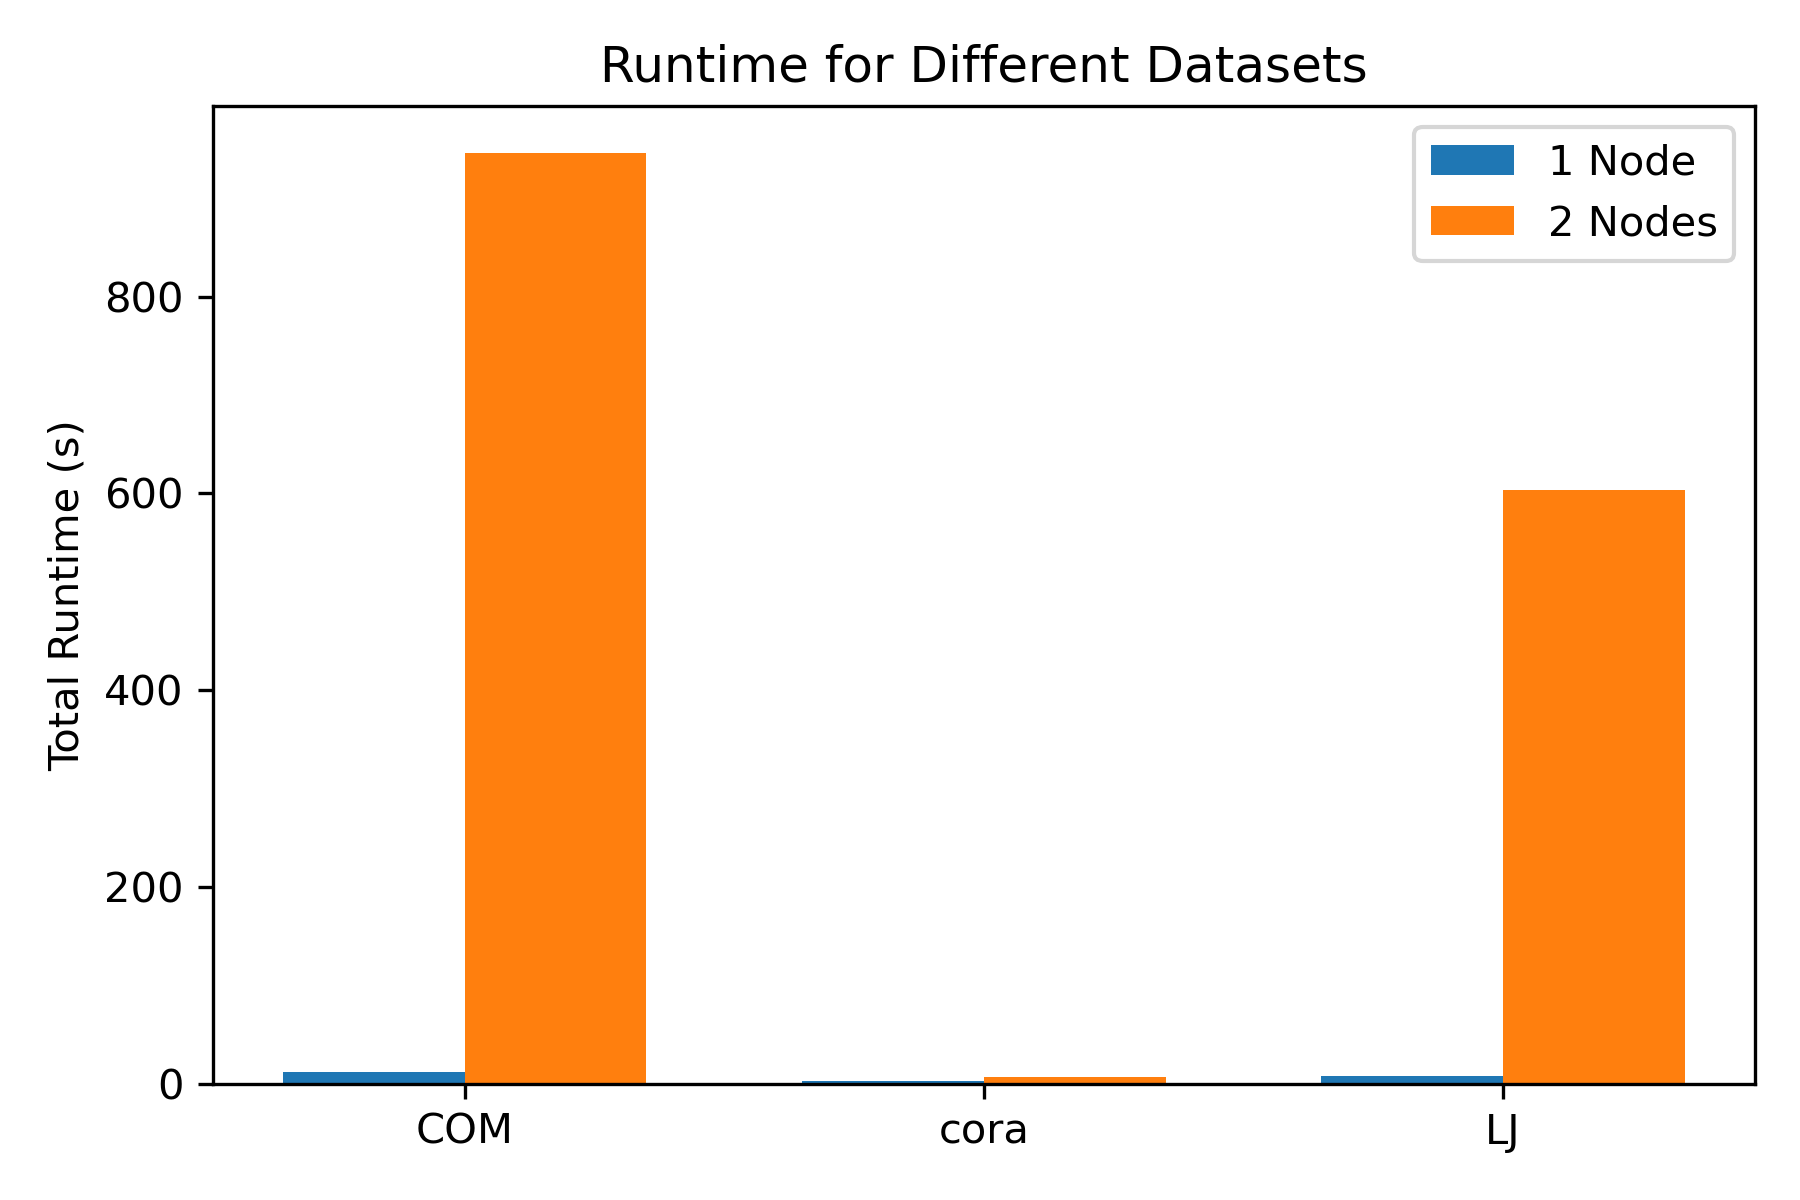 Runtime for Different Datasets
1 Node
2 Nodes
Total Runtime (s)
800
600
400
200
0
COM
cora
LJ